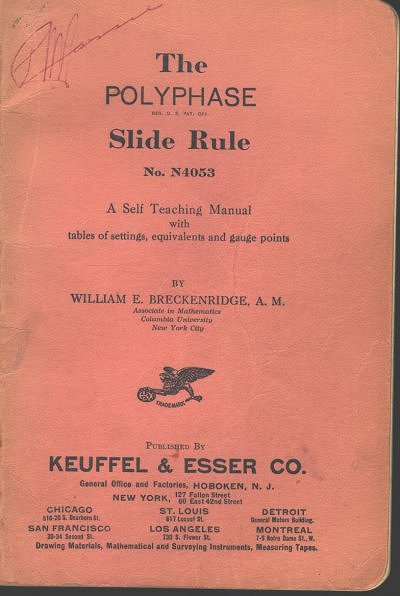 The
POLYPHASE
REG. U. S. PAT. OFF.
Slide Rule
No. N4053
A Self Teaching Manual
with
tables of settings, equivalents and gauge points
BY
WILLIAM E. BRECKENRIDGE, A. M.
Associate in Mathematics
Columbia University
New York City
K&E
TRADEMARK
PUBLISHED BY
KEUFFEL & ESSER CO.
General Office and Factories, HOBOKEN, N. J.
NEW YORK, 127 Fulton Street
60 East 42nd Street
CHICAGO ST. LOUIS DETROIT
516-20 S. Dearborn St. 817 Locust St. General Motors Building.
SAN FRANCISCO LOS ANGELES MONTREAL
30-34 Second St. 730 S. Flower St. 7-9 Notre Dame St., W.
Drawing Materials, Mathematical and Surveying Instruments, Measuring Tapes.